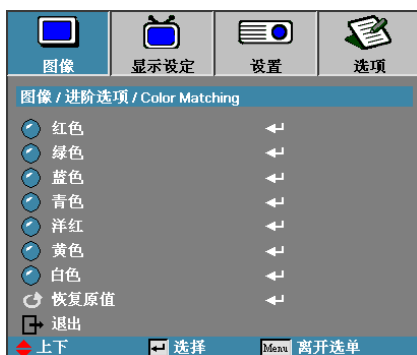 图像 显示设定 设置 选项
图像 / 进阶选项 / Color Matching
红色
绿色
蓝色
青色
洋红
黄色
白色
恢复原值
退出
上下 选择 Menu 离开选单